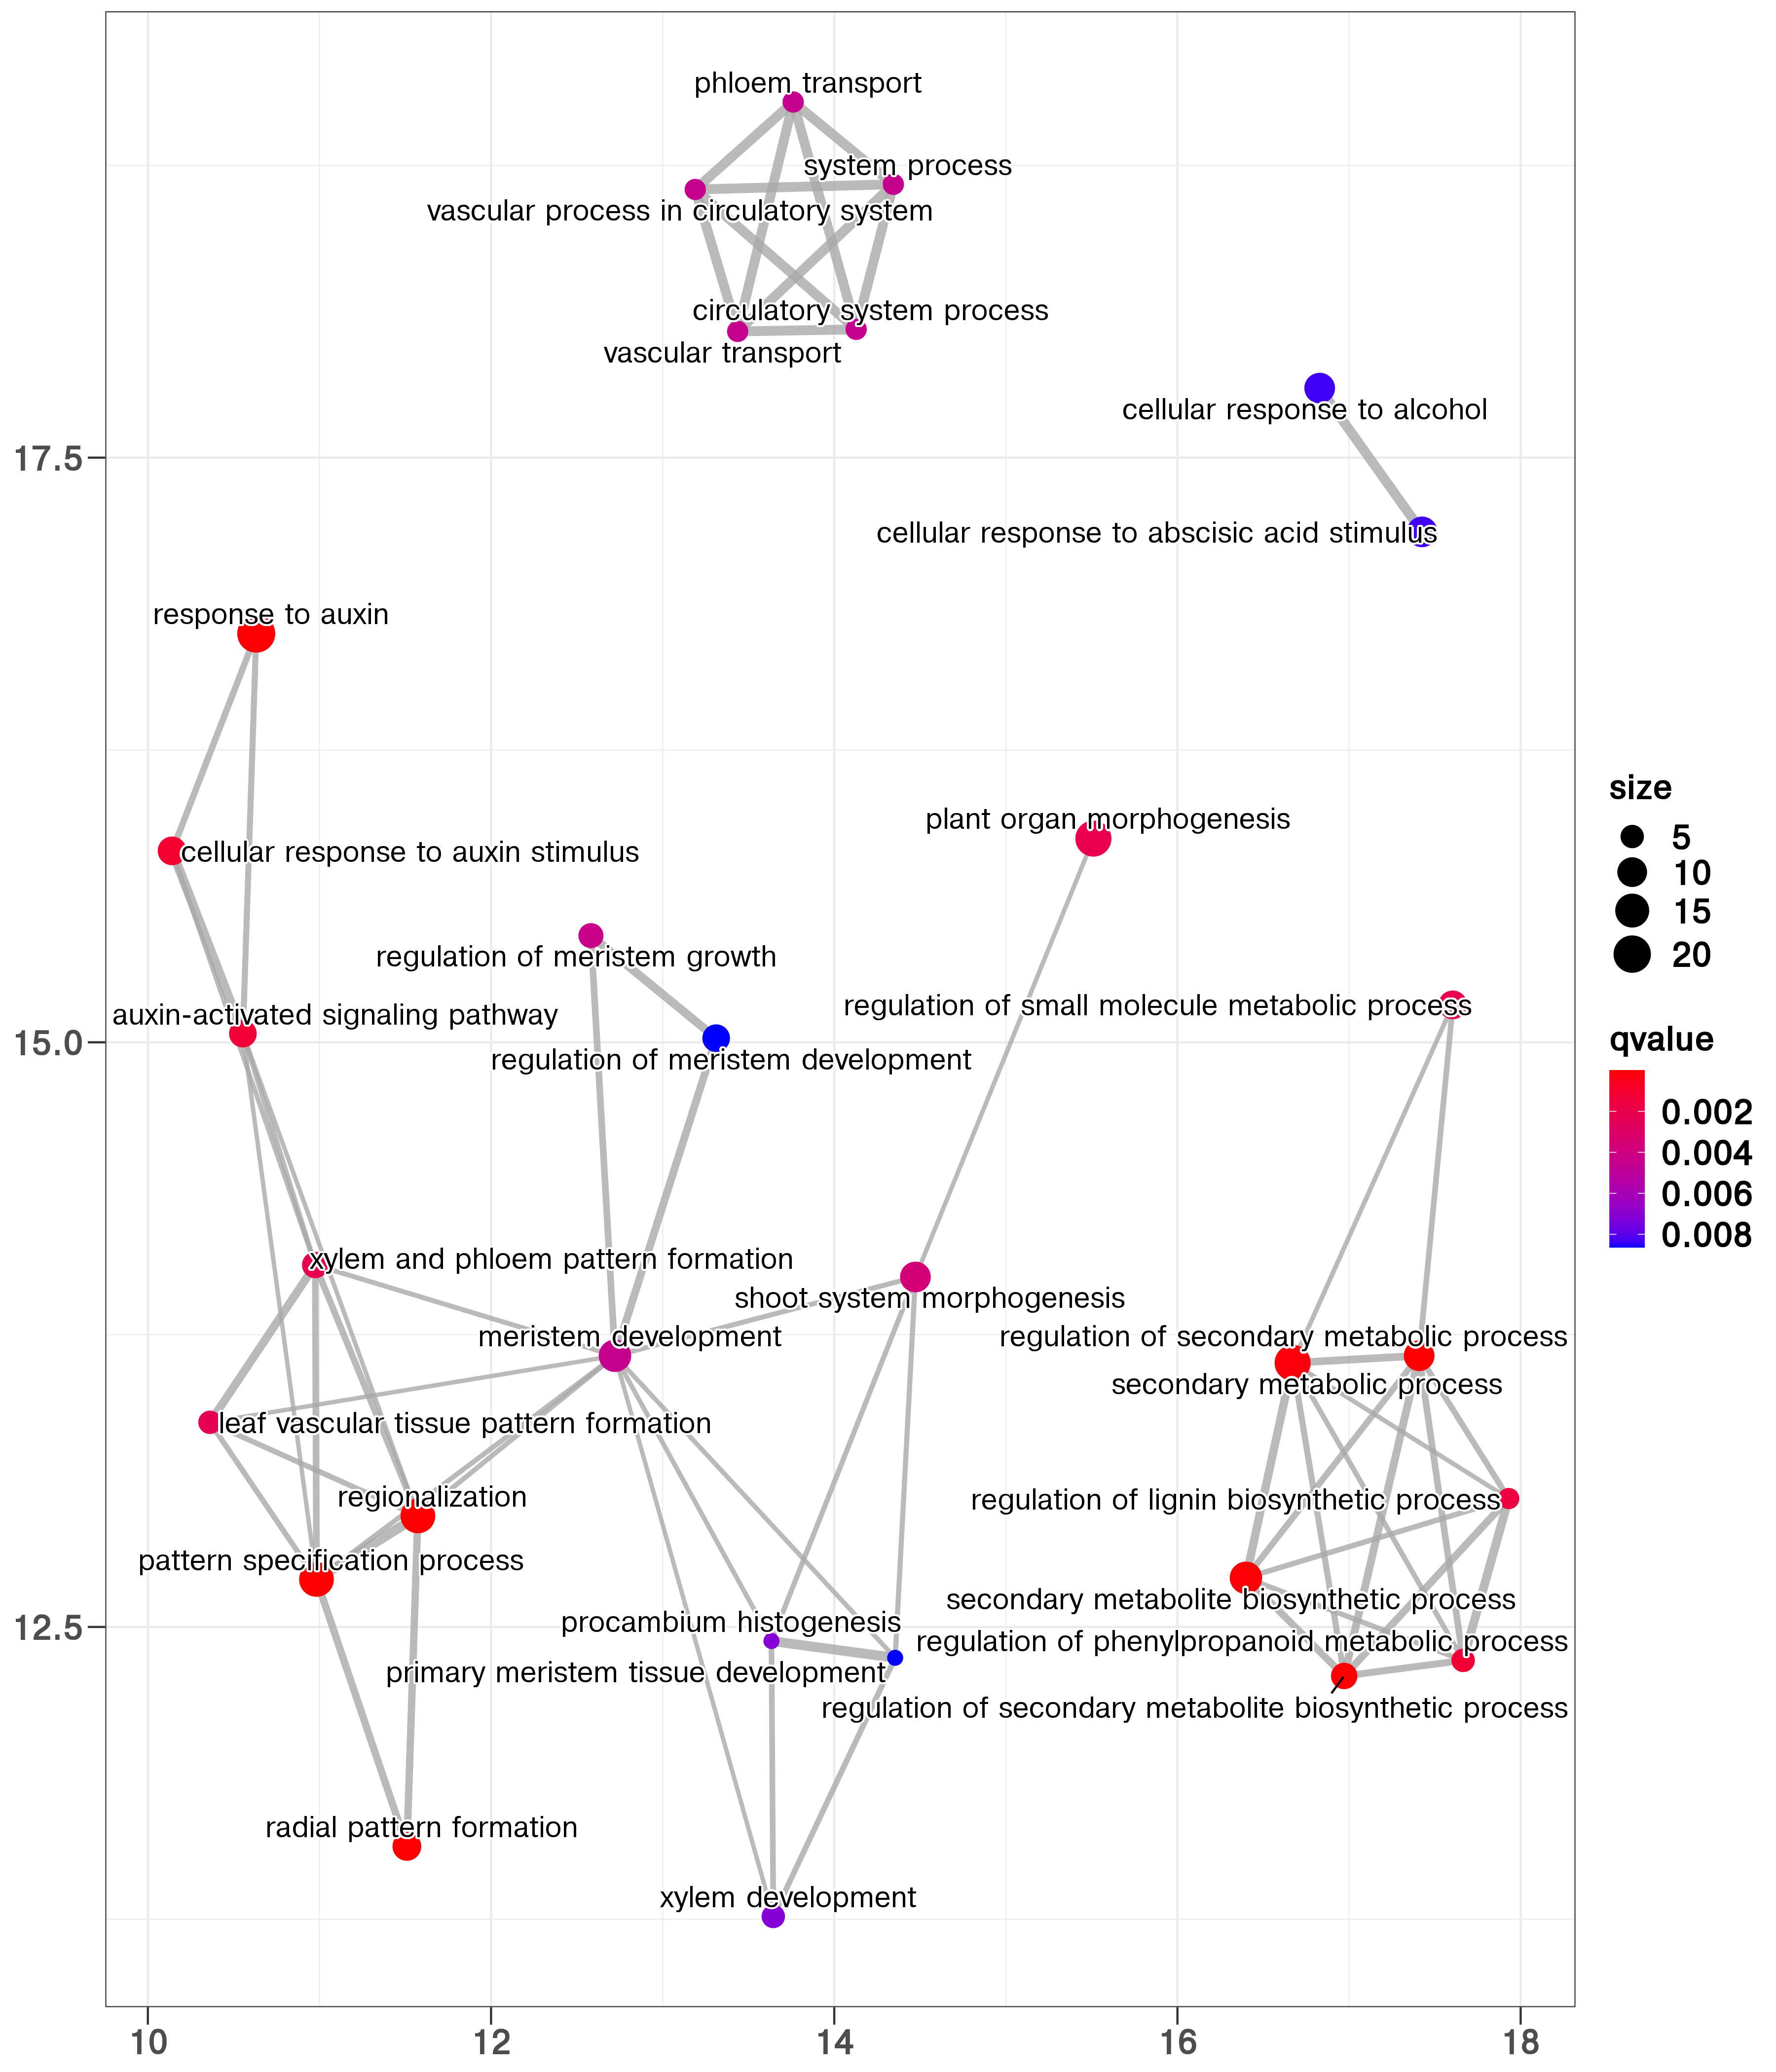 phloem transport
system process
vascular process in circulatory system
circulatory system process
vascular transport
cellular response to alcohol
17.5
cellular response to abscisic acid stimulus
response to auxin
size
5
10
15
20
plant organ morphogenesis
cellular response to auxin stimulus
regulation of meristem growth
regulation of small molecule metabolic process
auxin-activated signaling pathway
15.0
regulation of meristem development
qvalue
0.002
0.004
0.006
0.008
xylem and phloem pattern formation
shoot system morphogenesis
meristem development
regulation of secondary metabolic process
secondary metabolic process
leaf vascular tissue pattern formation
regionalization
regulation of lignin biosynthetic process
pattern specification process
secondary metabolite biosynthetic process
procambium histogenesis
12.5
regulation of phenylpropanoid metabolic process
primary meristem tissue development
regulation of secondary metabolite biosynthetic process
radial pattern formation
xylem development
10
12
14
16
18